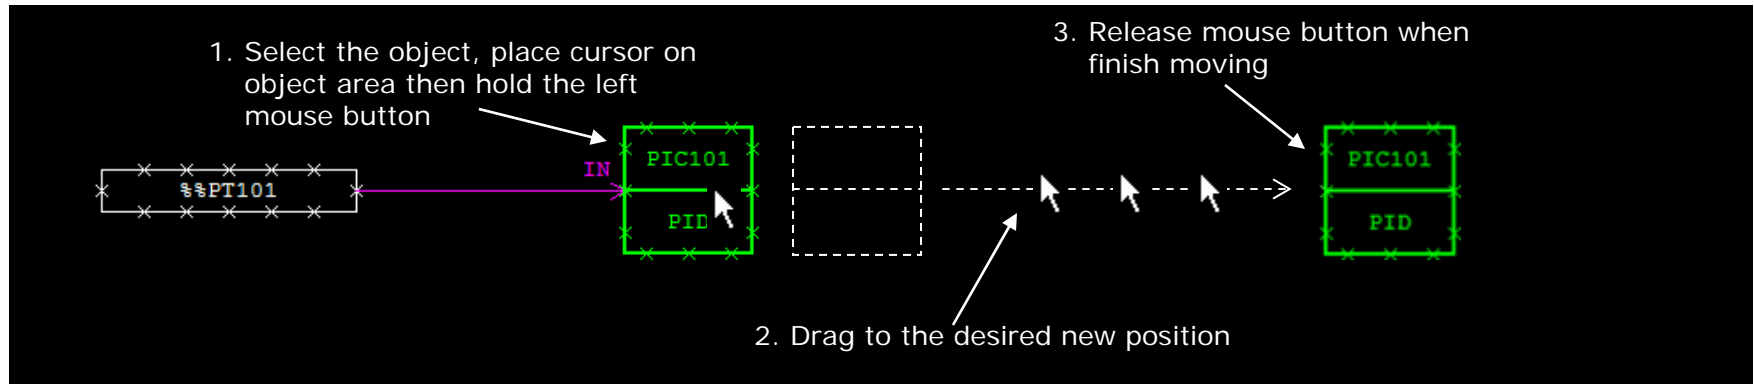 1. Select the object, place cursor on
object area then hold the left
mouse button
3. Release mouse button when
finish moving
%%PT101
IN
PIC101
PID
PIC101
PID
2. Drag to the desired new position